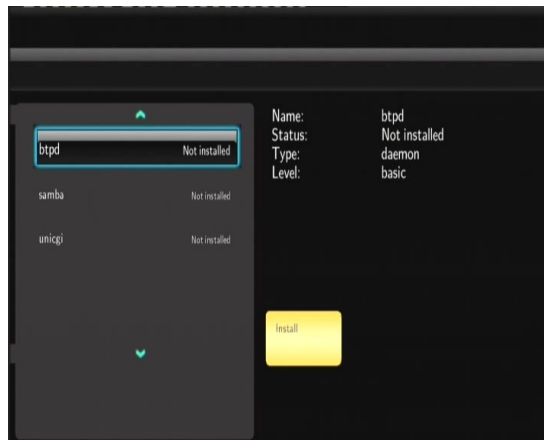 btpd Not installed
samba Not installed
unicgi Not installed
Name: btpd
Status: Not installed
Type: daemon
Level: basic
Install